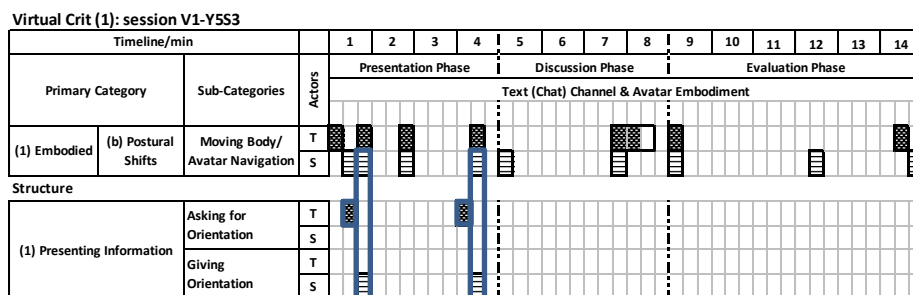 Virtual Crit (1): session V1-Y5S3
Timeline/min 1 2 3 4 5 6 7 8 9 10 11 12 13 14
Primary Category Sub-Categories Actors Presentation Phase Discussion Phase Evaluation Phase
Text (Chat) Channel & Avatar Embodiment
(1) Embodied (b) Postural Shifts Moving Body/ Avatar Navigation T
S
Structure
(1) Presenting Information Asking for Orientation T
S
Giving Orientation T
S